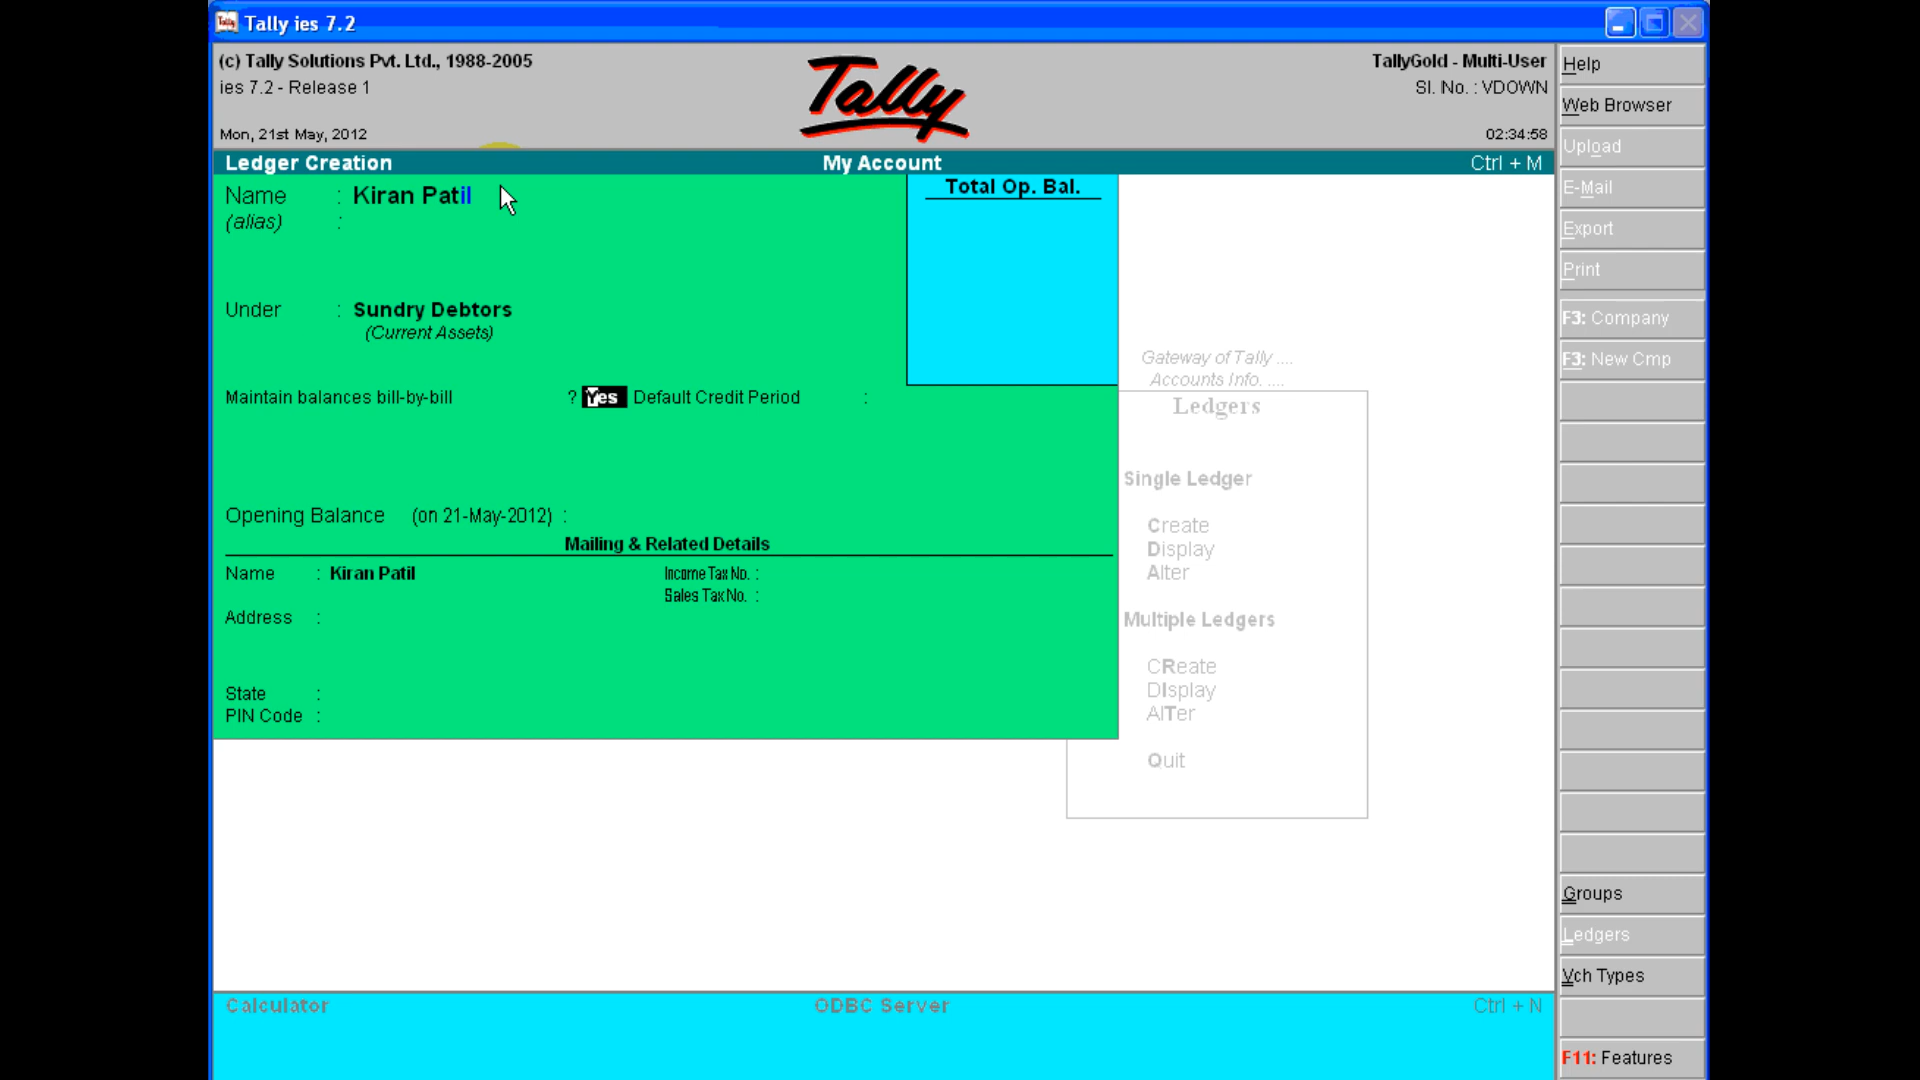 Tally ies 7.2
(c) Tally Solutions Pvt. Ltd., 1988-2005
ies 7.2 - Release 1
Mon, 21st May, 2012
Tally
TallyGold - Multi-User
Sl. No. : VDOWN
02:34:58
Ledger Creation My Account Ctrl + M
Name : Kiran Patil
(alias) :
Under : Sundry Debtors
(Current Assets)
Maintain balances bill-by-bill ? Yes Default Credit Period :
Opening Balance (on 21-May-2012) :
Mailing & Related Details
Name : Kiran Patil
Income Tax No. :
Sales Tax No. :
Address :
State :
PIN Code :
Total Op. Bal.
Gateway of Tally ....
Accounts Info. ....
Ledgers
Single Ledger
Create
Display
Alter
Multiple Ledgers
CReate
DIsplay
AlTer
Quit
Calculator ODBC Server Ctrl + N
Help
Web Browser
Upload
E-Mail
Export
Print
F3: Company
F3: New Cmp
Groups
Ledgers
Vch Types
F11: Features